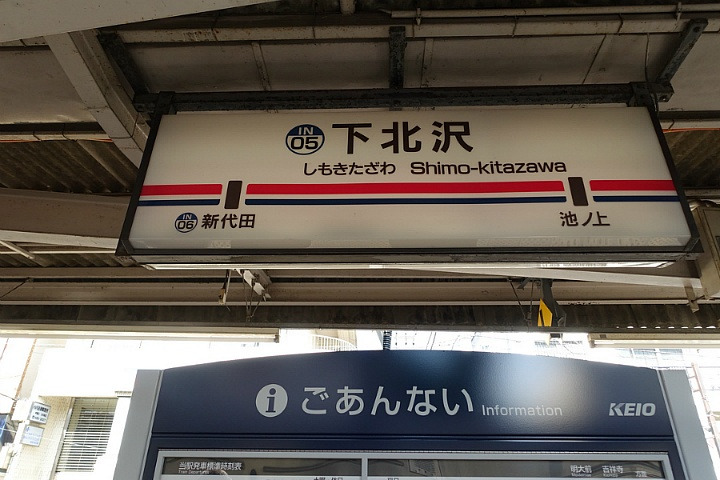 IN
05
下北沢
しもきたざわ Shimo-kitazawa
IN
06
新代田
池ノ上
i ごあんない Information
KEIO
当駅発車標準時刻表
明大前 吉祥寺 方面